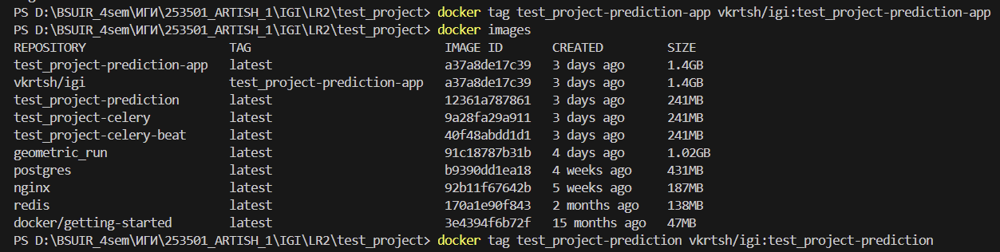 PS D:\BSUIR_4sem\ИГИ\253501_ARTISH_1\IGI\LR2\test_project> docker tag test_project-prediction-app vkrtsh/igi:test_project-prediction-app
PS D:\BSUIR_4sem\ИГИ\253501_ARTISH_1\IGI\LR2\test_project> docker images
REPOSITORY TAG IMAGE ID CREATED SIZE
test_project-prediction-app latest a37a8de17c39 3 days ago 1.4GB
vkrtsh/igi test_project-prediction-app a37a8de17c39 3 days ago 1.4GB
test_project-prediction latest 12361a787861 3 days ago 241MB
test_project-celery latest 9a28fa29a911 3 days ago 241MB
test_project-celery-beat latest 40f48abdd1d1 3 days ago 241MB
geometric_run latest 91c18787b31b 4 days ago 1.02GB
postgres latest b9390dd1ea18 4 weeks ago 431MB
nginx latest 92b11f67642b 5 weeks ago 187MB
redis latest 170a1e90f843 2 months ago 138MB
docker/getting-started latest 3e4394f6b72f 15 months ago 47MB
PS D:\BSUIR_4sem\ИГИ\253501_ARTISH_1\IGI\LR2\test_project> docker tag test_project-prediction vkrtsh/igi:test_project-prediction